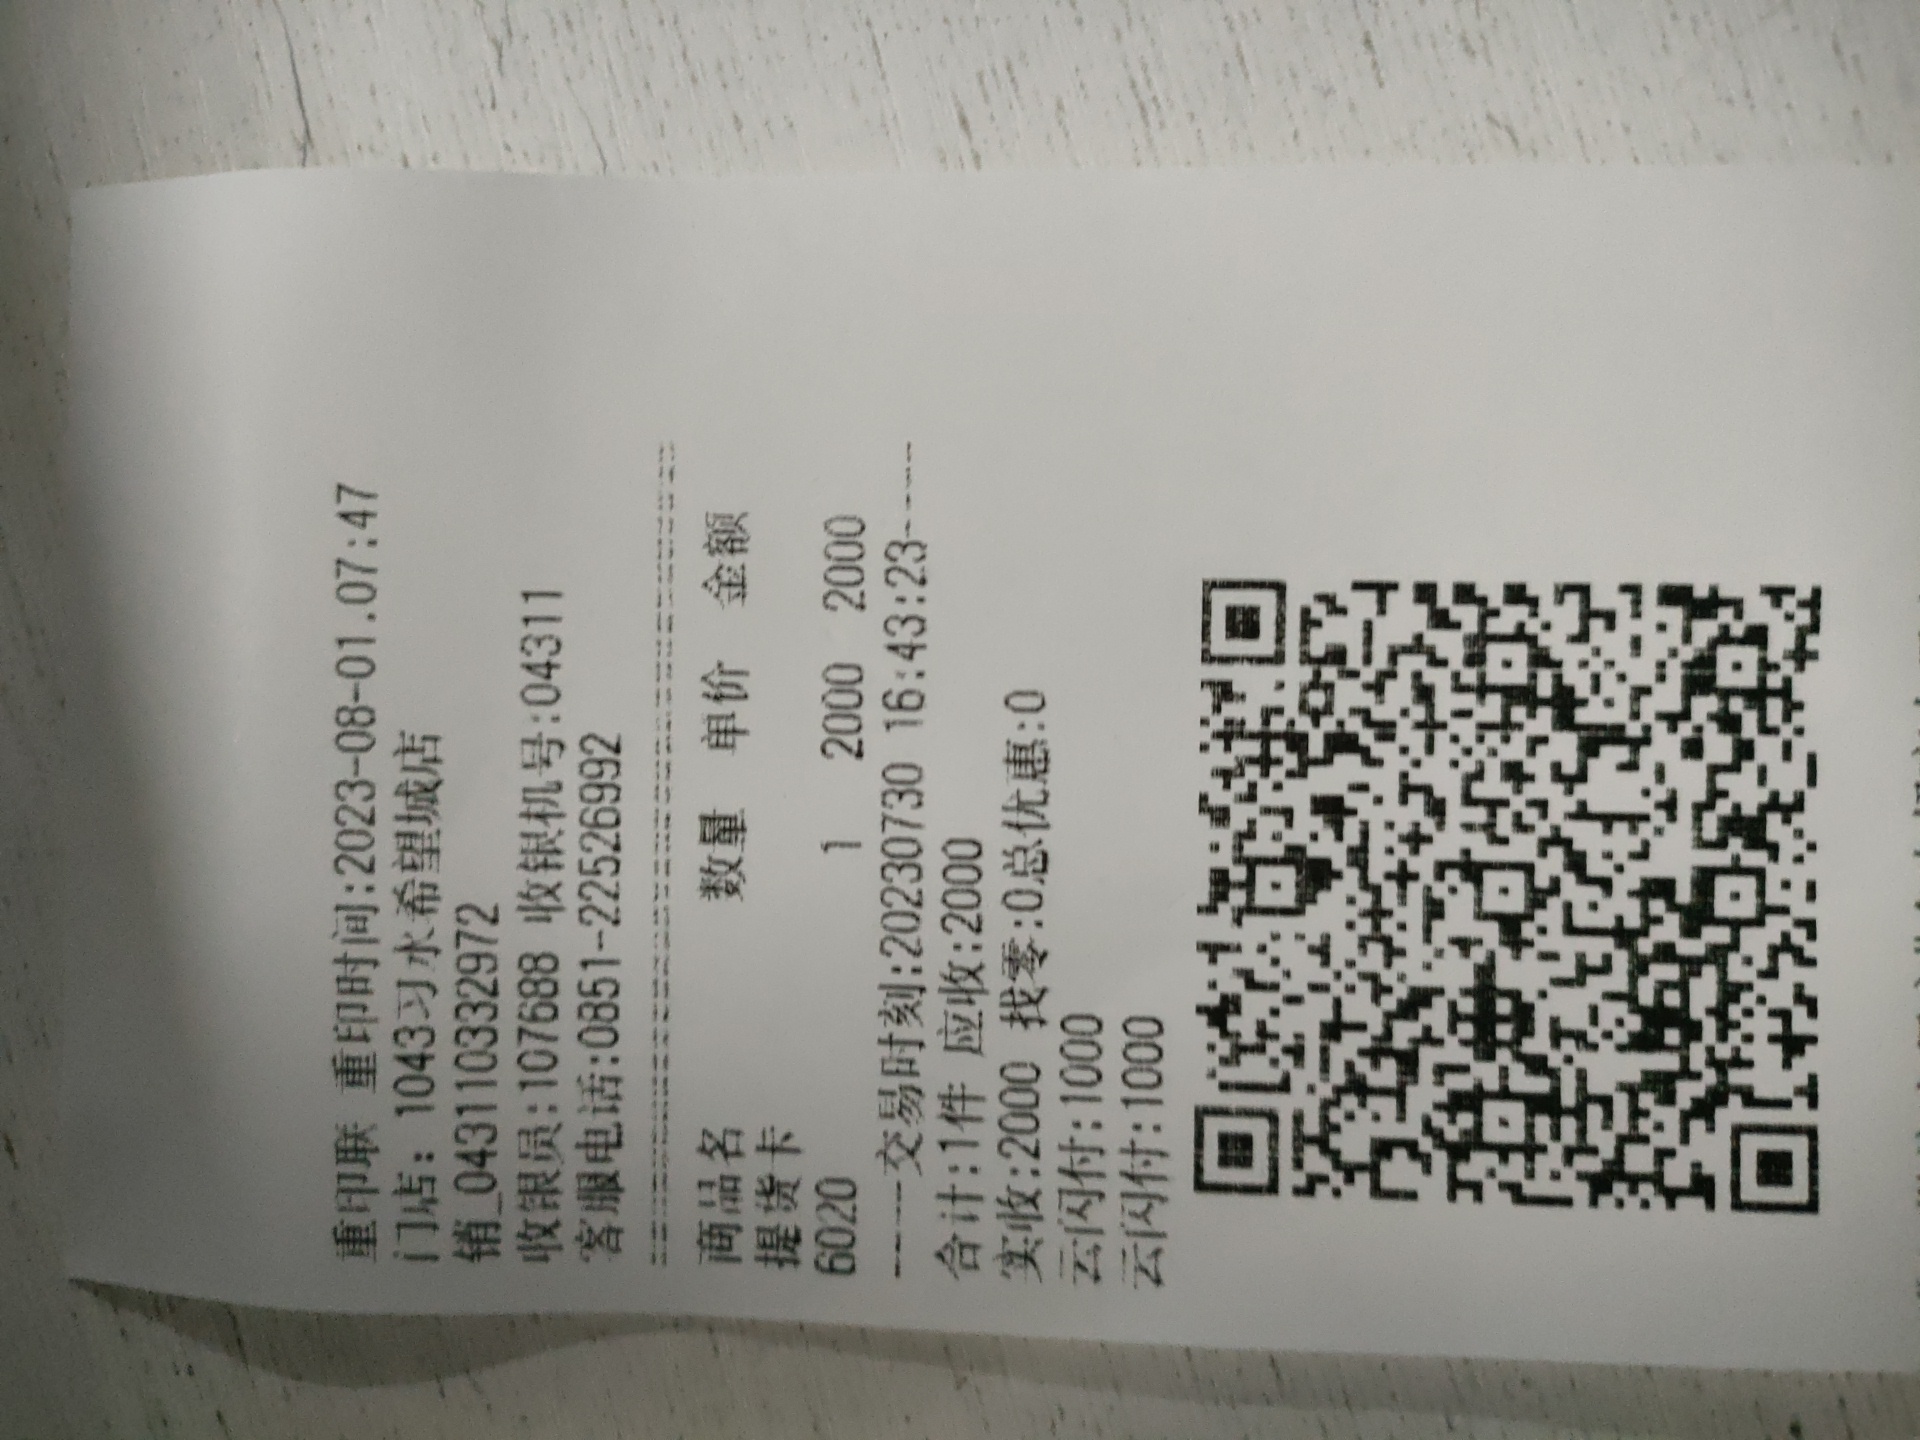 重印联 重印时间:2023-08-01.07:47
门店: 1043习水希望城店
销_0431103332972
收银员:107688 收银机号:04311
客服电话:0851-22526992
================================
商品名 数量 单价 金额
提货卡
6020 1 2000 2000
-----交易时刻:20230730 16:43:23-----
合计:1件 应收:2000
实收:2000 找零:0总优惠:0
云闪付:1000
云闪付:1000